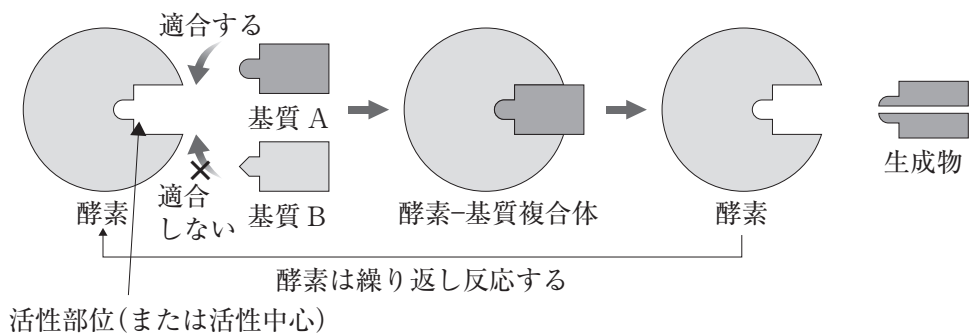 適合する
基質 A
適合
しない
基質 B
酵素
酵素−基質複合体
酵素
生成物
酵素は繰り返し反応する
活性部位(または活性中心)